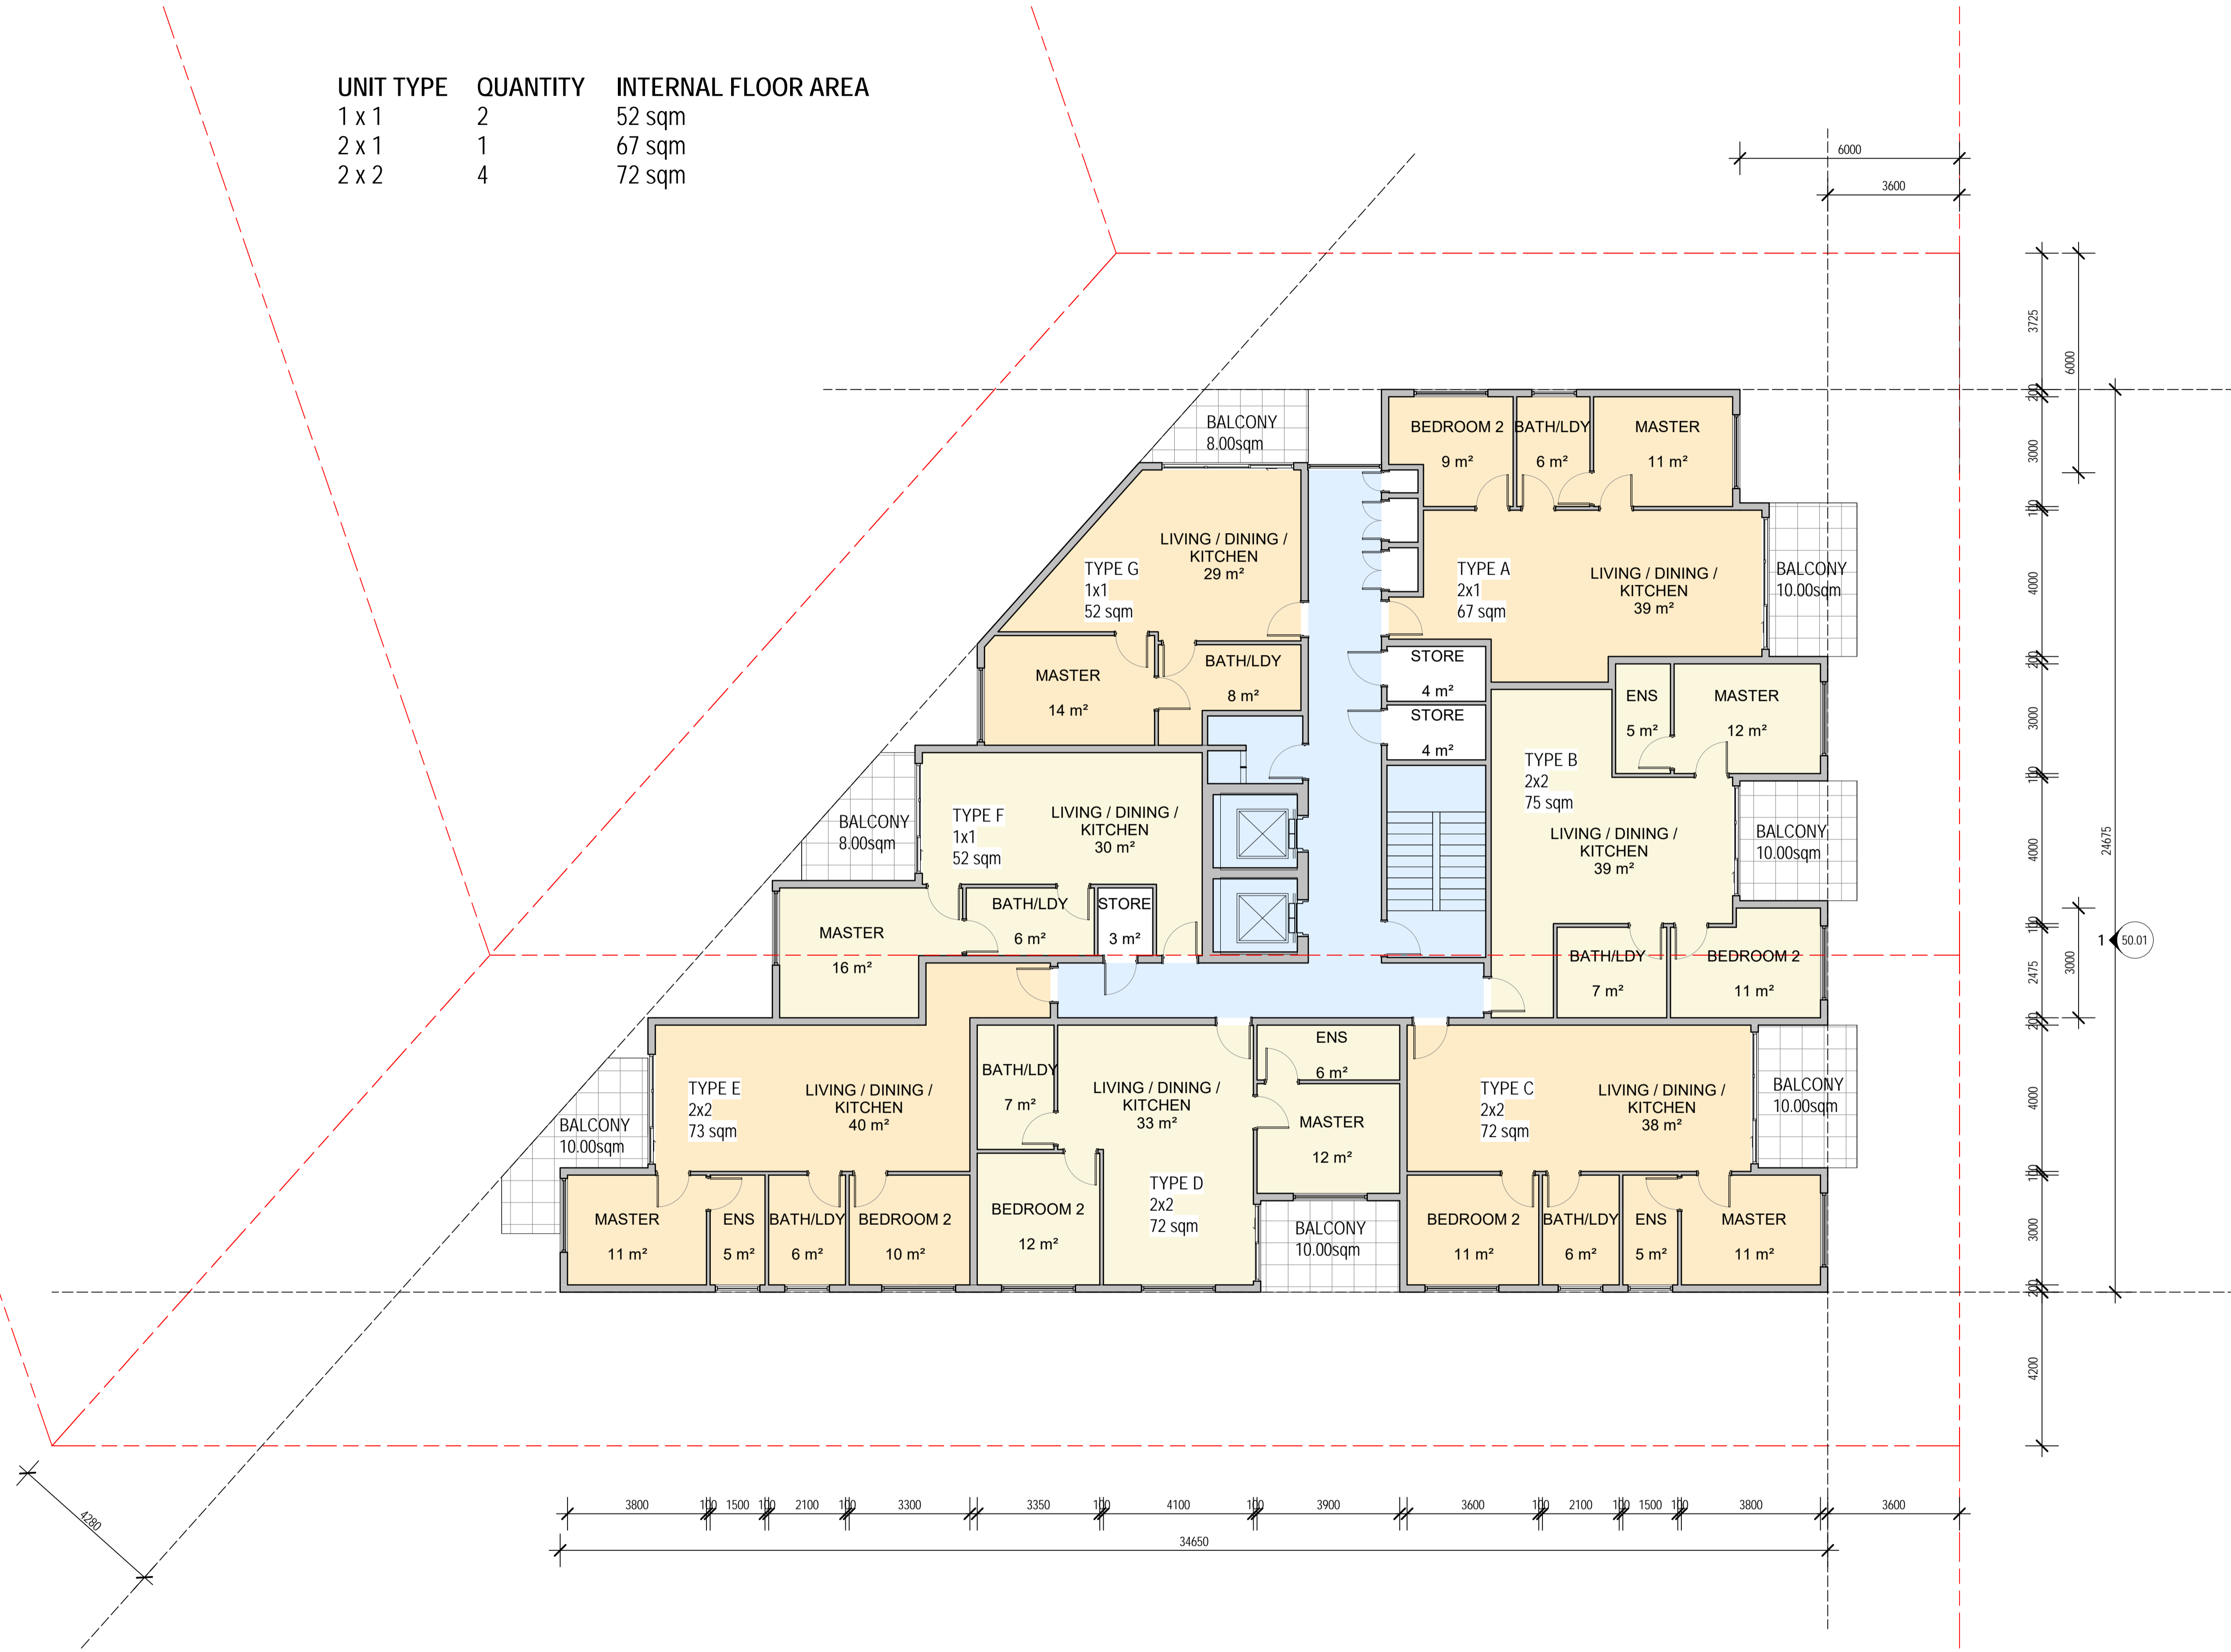 UNIT TYPE QUANTITY INTERNAL FLOOR AREA
1 x 1 2 52 sqm
2 x 1 1 67 sqm
2 x 2 4 72 sqm
6000
3600
BALCONY
8.00sqm
BEDROOM 2
9 m²
BATH/LDY
6 m²
MASTER
11 m²
LIVING / DINING /
KITCHEN
29 m²
TYPE G
1x1
52 sqm
TYPE A
2x1
67 sqm
LIVING / DINING /
KITCHEN
39 m²
BALCONY
10.00sqm
MASTER
14 m²
BATH/LDY
8 m²
STORE
4 m²
STORE
4 m²
ENS
5 m²
MASTER
12 m²
TYPE B
2x2
75 sqm
LIVING / DINING /
KITCHEN
39 m²
BALCONY
10.00sqm
BALCONY
8.00sqm
TYPE F
1x1
52 sqm
LIVING / DINING /
KITCHEN
30 m²
MASTER
16 m²
BATH/LDY
6 m²
STORE
3 m²
BATH/LDY
7 m²
BEDROOM 2
11 m²
BALCONY
10.00sqm
TYPE E
2x2
73 sqm
LIVING / DINING /
KITCHEN
40 m²
BATH/LDY
7 m²
LIVING / DINING /
KITCHEN
33 m²
ENS
6 m²
MASTER
12 m²
TYPE C
2x2
72 sqm
LIVING / DINING /
KITCHEN
38 m²
BALCONY
10.00sqm
MASTER
11 m²
ENS
5 m²
BATH/LDY
6 m²
BEDROOM 2
10 m²
BEDROOM 2
12 m²
TYPE D
2x2
72 sqm
BALCONY
10.00sqm
BEDROOM 2
11 m²
BATH/LDY
6 m²
ENS
5 m²
MASTER
11 m²
3725
200
3000
100
4000
200
3000
100
4000
100
2475
200
4000
100
3000
200
4200
6000
3000
24675
1 50.01
4280
3800 100 1500 100 2100 100 3300 3350 100 4100 100 3900 3600 100 2100 100 1500 100 3800 3600
34650